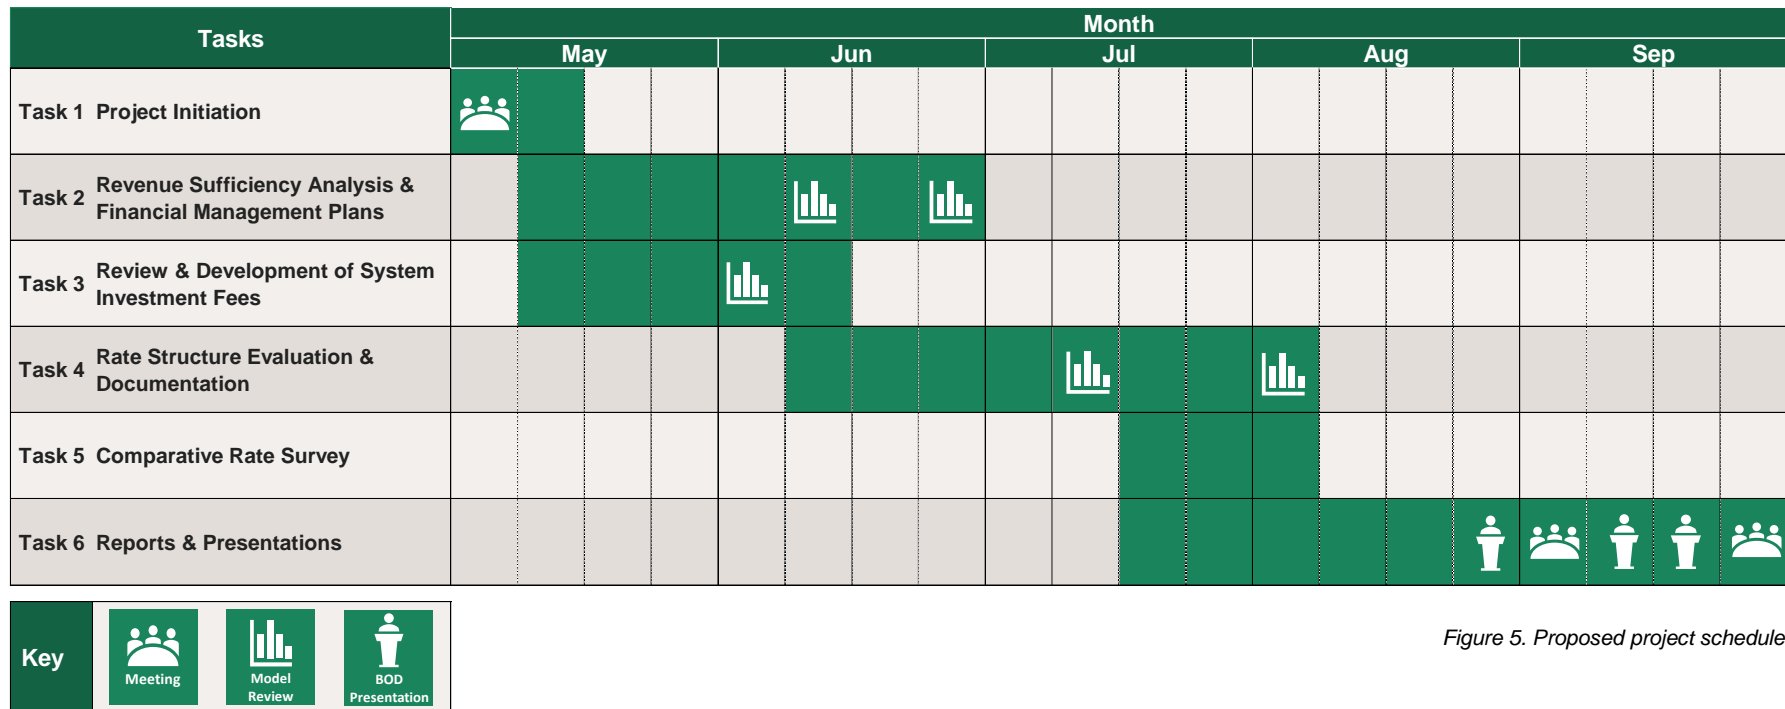 Tasks
Month
May
Jun
Jul
Aug
Sep
Task 1 Project Initiation
Task 2 Revenue Sufficiency Analysis &
Financial Management Plans
Task 3 Review & Development of System
Investment Fees
Task 4 Rate Structure Evaluation &
Documentation
Task 5 Comparative Rate Survey
Task 6 Reports & Presentations
Key
Meeting
Model
Review
BOD
Presentation
Figure 5. Proposed project schedule